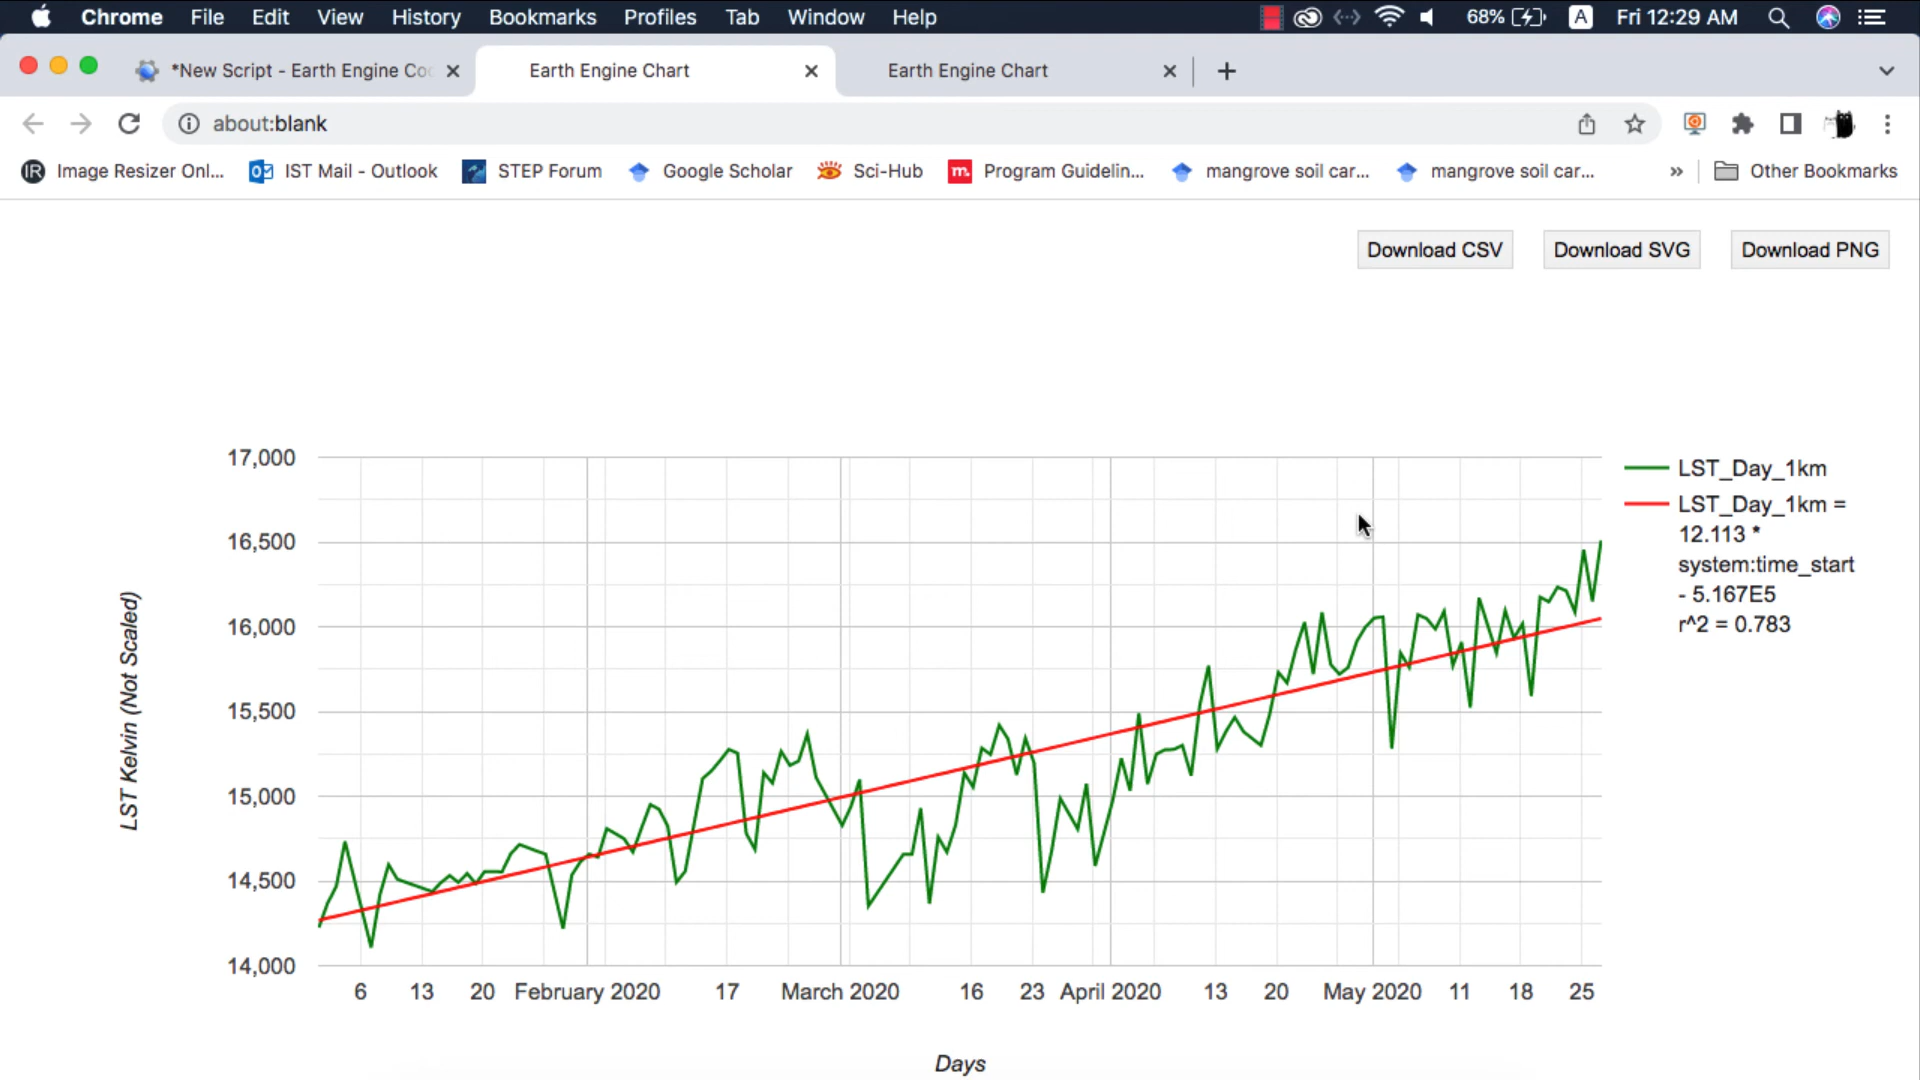 Chrome File Edit View History Bookmarks Profiles Tab Window Help 68% A Fri 12:29 AM
*New Script - Earth Engine Co Earth Engine Chart Earth Engine Chart
about:blank
IR Image Resizer Onl... STEP Forum IST Mail - Outlook Google Scholar Sci-Hub m. Program Guidelin... mangrove soil car... mangrove soil car... » Other Bookmarks
Download CSV Download SVG Download PNG
17,000
16,500
16,000
15,500
15,000
14,500
14,000
LST Kelvin (Not Scaled)
LST_Day_1km
LST_Day_1km =
12.113 *
system:time_start
- 5.167E5
r^2 = 0.783
6 13 20 February 2020 17 March 2020 16 23 April 2020 13 20 May 2020 11 18 25
Days